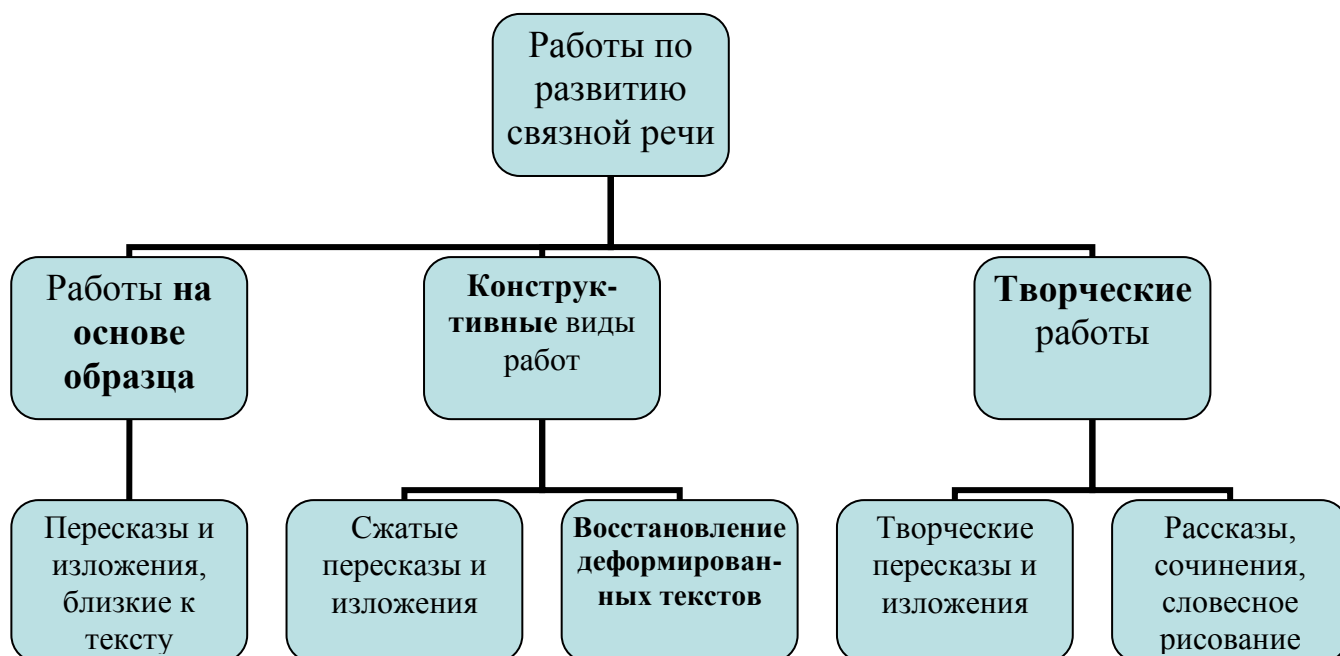 Работы по
развитию
связной речи
Работы на
основе
образца
Конструк-
тивные виды
работ
Творческие
работы
Пересказы и
изложения,
близкие к
тексту
Сжатые
пересказы и
изложения
Восстановление
деформирован-
ных текстов
Творческие
пересказы и
изложения
Рассказы,
сочинения,
словесное
рисование